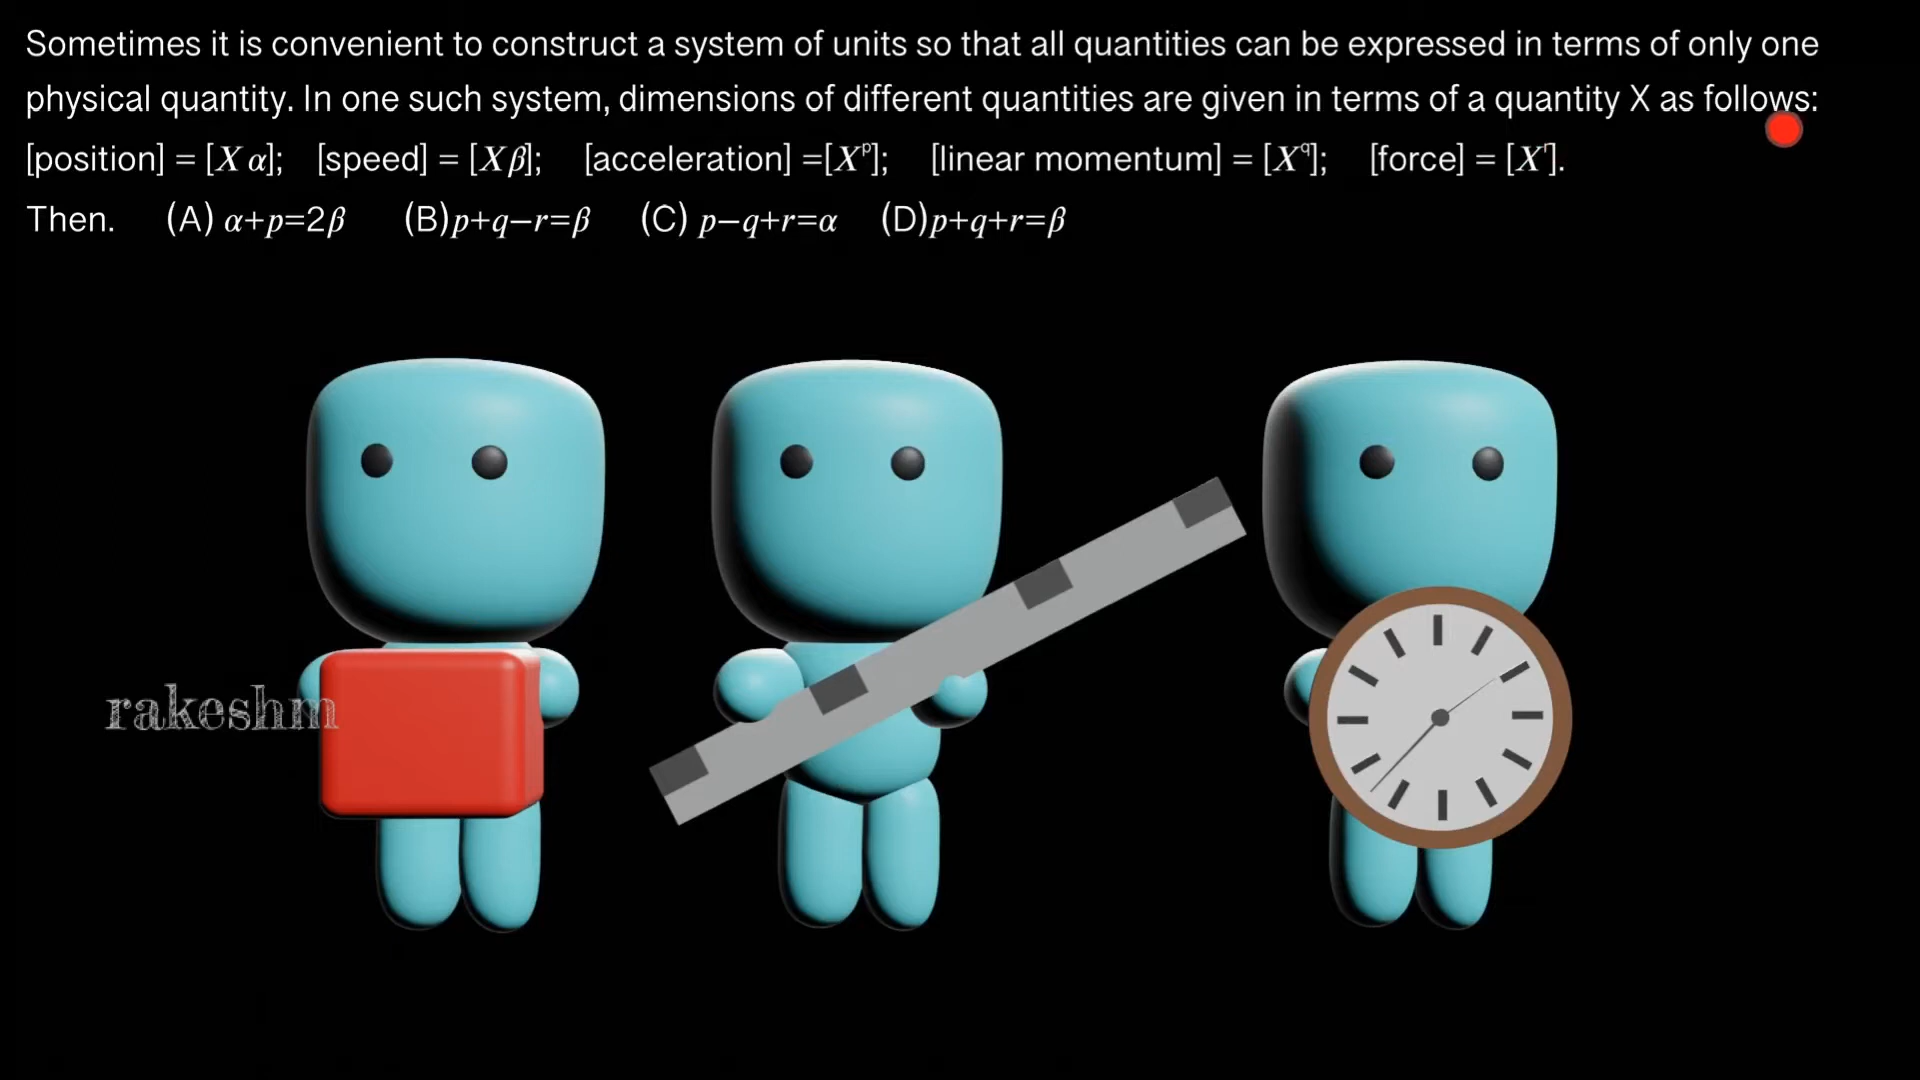 Sometimes it is convenient to construct a system of units so that all quantities can be expressed in terms of only one
physical quantity. In one such system, dimensions of different quantities are given in terms of a quantity X as follows:
[position] = [X α]; [speed] = [Xβ]; [acceleration] =[Xᵖ]; [linear momentum] = [X^q]; [force] = [Xʳ].
Then. (A) α+p=2β (B)p+q−r=β (C) p−q+r=α (D)p+q+r=β
rakeshm